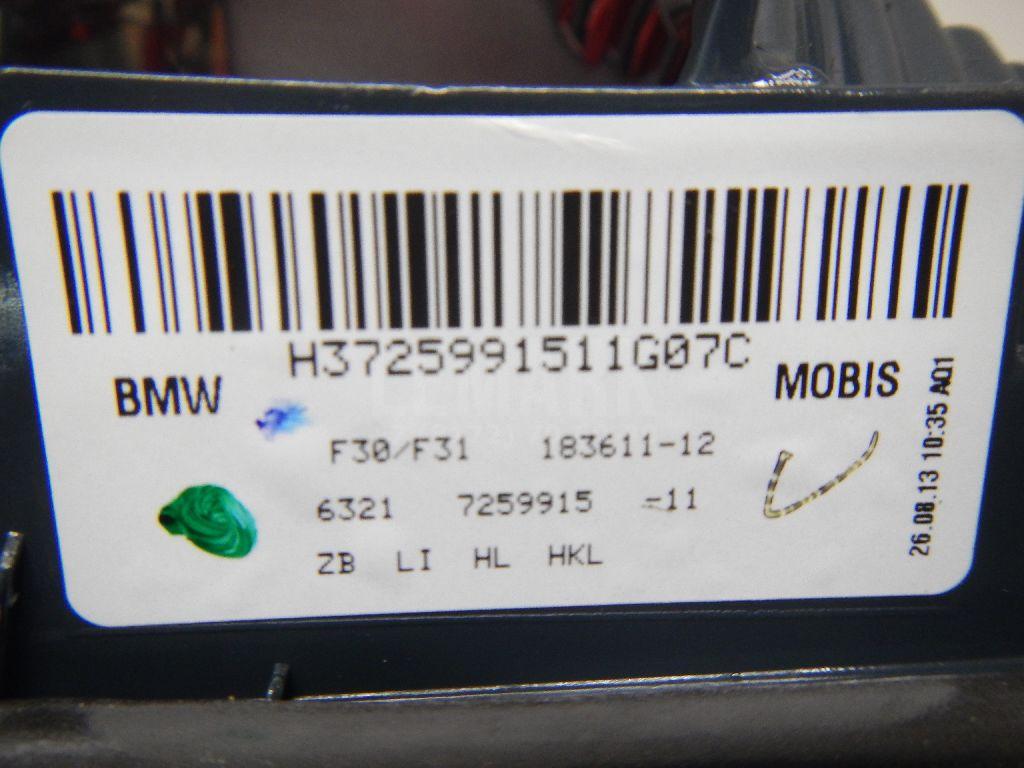 H3725991511G07C
BMW
MOBIS
F30/F31 183611-12
6321 7259915 -11
ZB LI HL HKL
26.08.13 10:35 AQ1